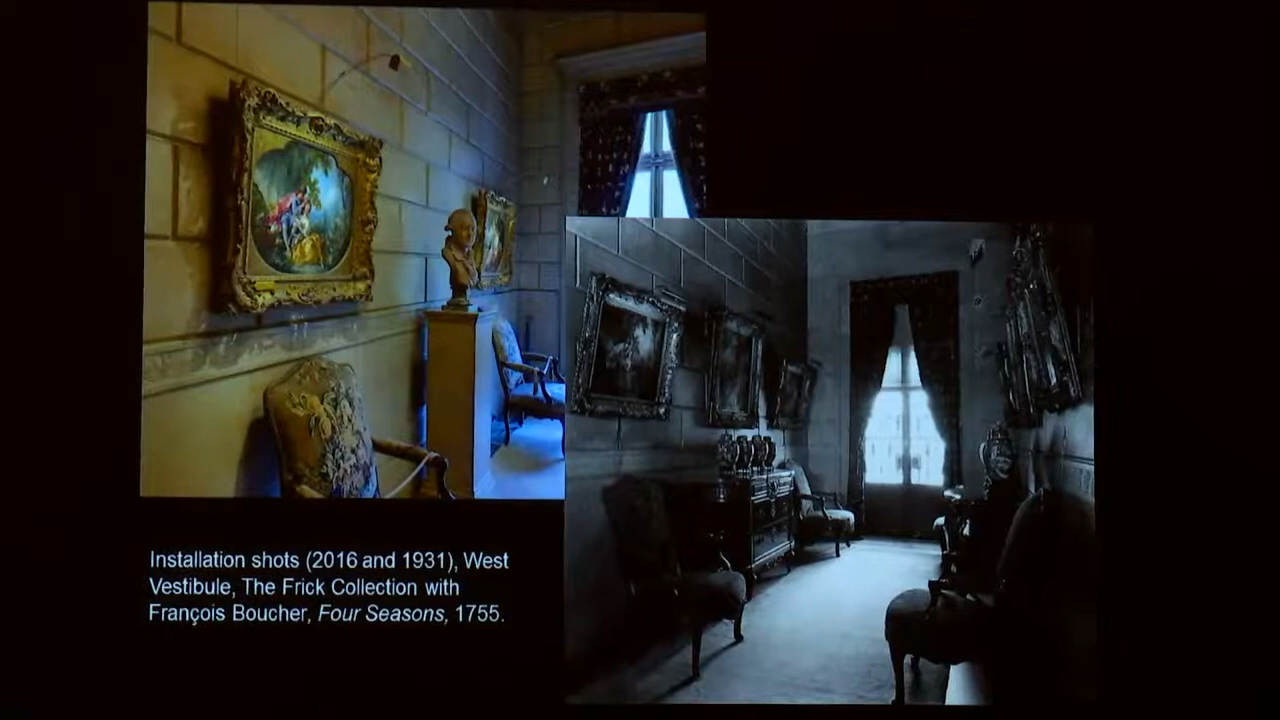 Installation shots (2016 and 1931), West
Vestibule, The Frick Collection with
François Boucher, Four Seasons, 1755.